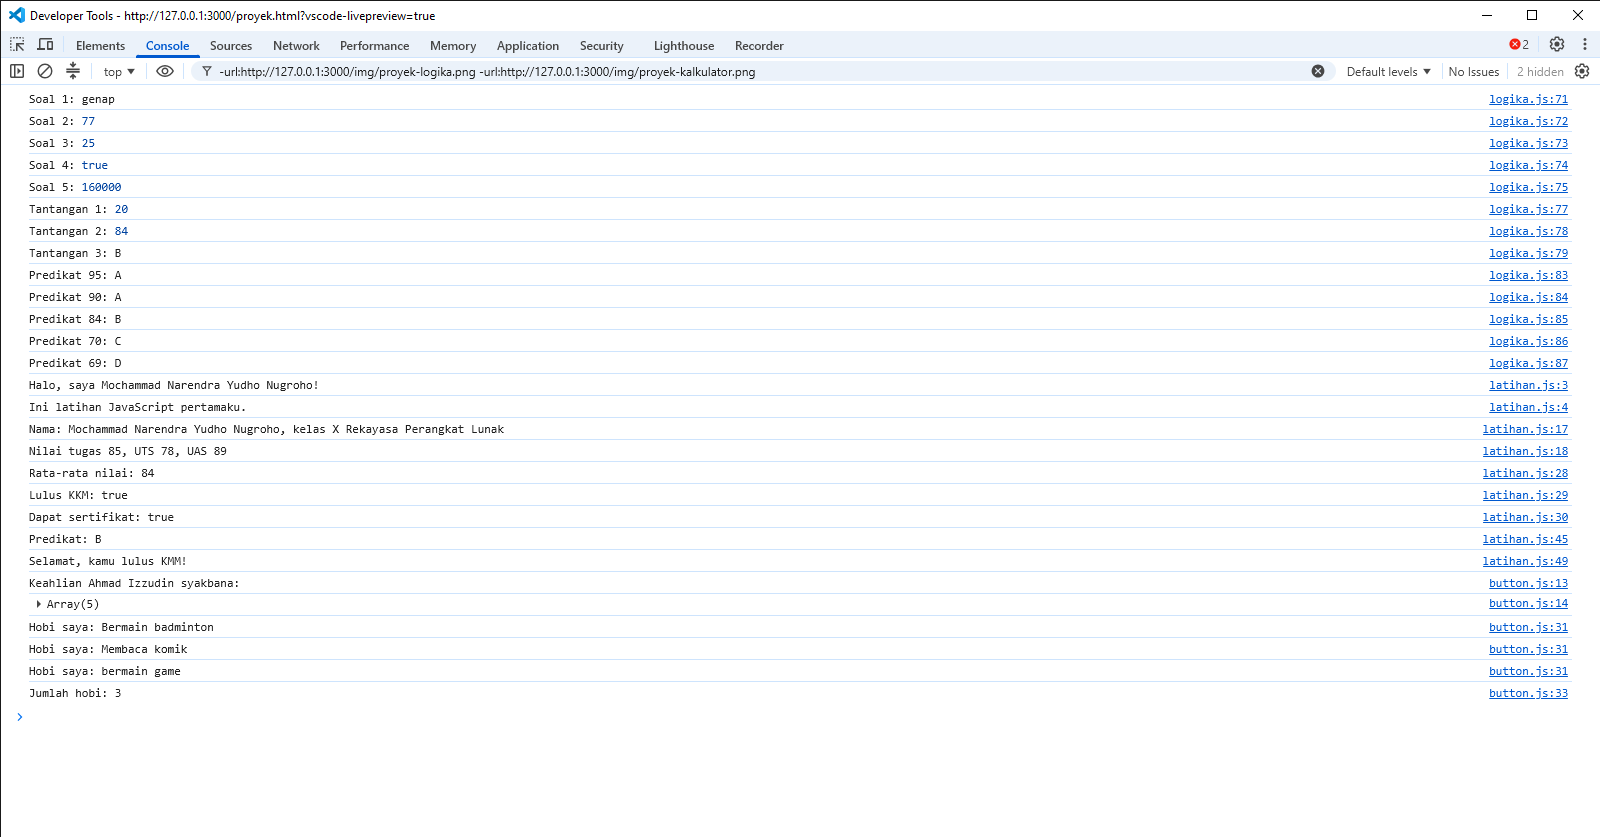 Developer Tools - http://127.0.0.1:3000/proyek.html?vscode-livepreview=true
Elements Console Sources Network Performance Memory Application Security Lighthouse Recorder 2
top -url:http://127.0.0.1:3000/img/proyek-logika.png -url:http://127.0.0.1:3000/img/proyek-kalkulator.png Default levels No Issues 2 hidden
Soal 1: genap logika.js:71
Soal 2: 77 logika.js:72
Soal 3: 25 logika.js:73
Soal 4: true logika.js:74
Soal 5: 160000 logika.js:75
Tantangan 1: 20 logika.js:77
Tantangan 2: 84 logika.js:78
Tantangan 3: B logika.js:79
Predikat 95: A logika.js:83
Predikat 90: A logika.js:84
Predikat 84: B logika.js:85
Predikat 70: C logika.js:86
Predikat 69: D logika.js:87
Halo, saya Mochammad Narendra Yudho Nugroho! latihan.js:3
Ini latihan JavaScript pertamaku. latihan.js:4
Nama: Mochammad Narendra Yudho Nugroho, kelas X Rekayasa Perangkat Lunak latihan.js:17
Nilai tugas 85, UTS 78, UAS 89 latihan.js:18
Rata-rata nilai: 84 latihan.js:28
Lulus KKM: true latihan.js:29
Dapat sertifikat: true latihan.js:30
Predikat: B latihan.js:45
Selamat, kamu lulus KMM! latihan.js:49
Keahlian Ahmad Izzudin syakbana: button.js:13
Array(5) button.js:14
Hobi saya: Bermain badminton button.js:31
Hobi saya: Membaca komik button.js:31
Hobi saya: bermain game button.js:31
Jumlah hobi: 3 button.js:33